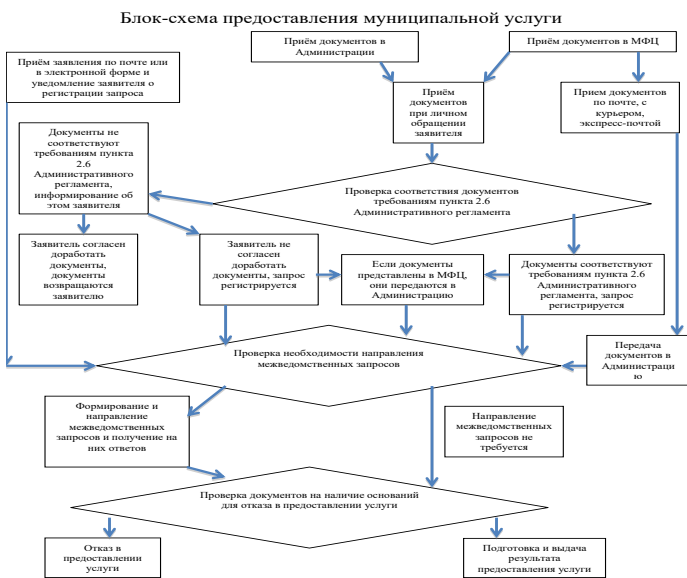 Блок-схема предоставления муниципальной услуги
Приём заявления по почте или
в электронной форме и
уведомление заявителя о
регистрации запроса
Приём документов в
Администрации
Приём документов в МФЦ
Приём
документов
при личном
обращении
заявителя
Прием документов
по почте, с
курьером,
экспресс-почтой
Документы не
соответствуют
требованиям пункта
2.6
Административного
регламента,
информирование об
этом заявителя
Проверка соответствия документов
требованиям пункта 2.6
Административного регламента
Заявитель согласен
доработать
документы,
документы
возвращаются
заявителю
Заявитель не
согласен
доработать
документы, запрос
регистрируется
Если документы
представлены в МФЦ,
они передаются в
Администрацию
Документы соответствуют
требованиям пункта 2.6
Административного
регламента, запрос
регистрируется
Проверка необходимости направления
межведомственных запросов
Передача
документов в
Администраци
ю
Формирование и
направление
межведомственных
запросов и получение на
них ответов
Направление
межведомственных
запросов не
требуется
Проверка документов на наличие оснований
для отказа в предоставлении услуги
Отказ в
предоставлении
услуги
Подготовка и выдача
результата
предоставления услуги